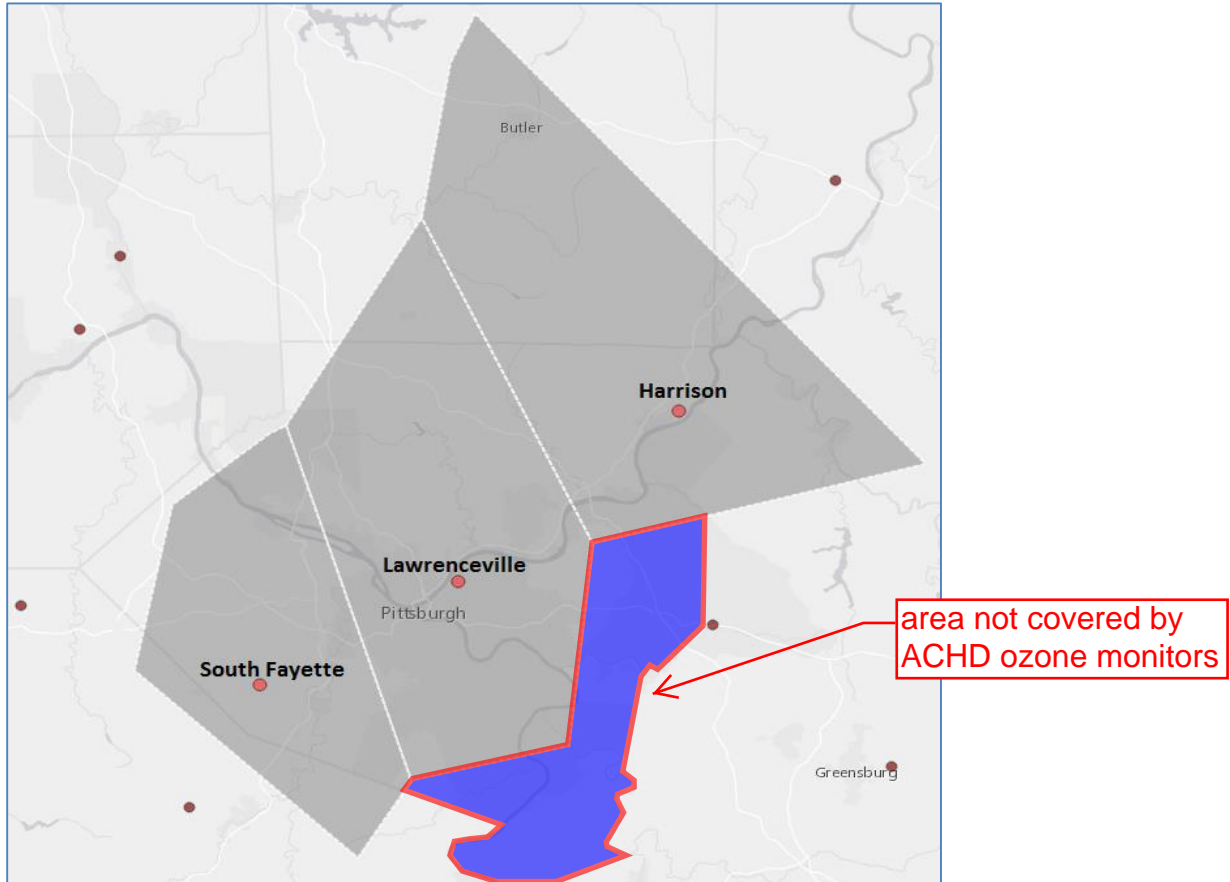 Butler
Harrison
Lawrenceville
Pittsburgh
South Fayette
area not covered by
ACHD ozone monitors
Greensburg